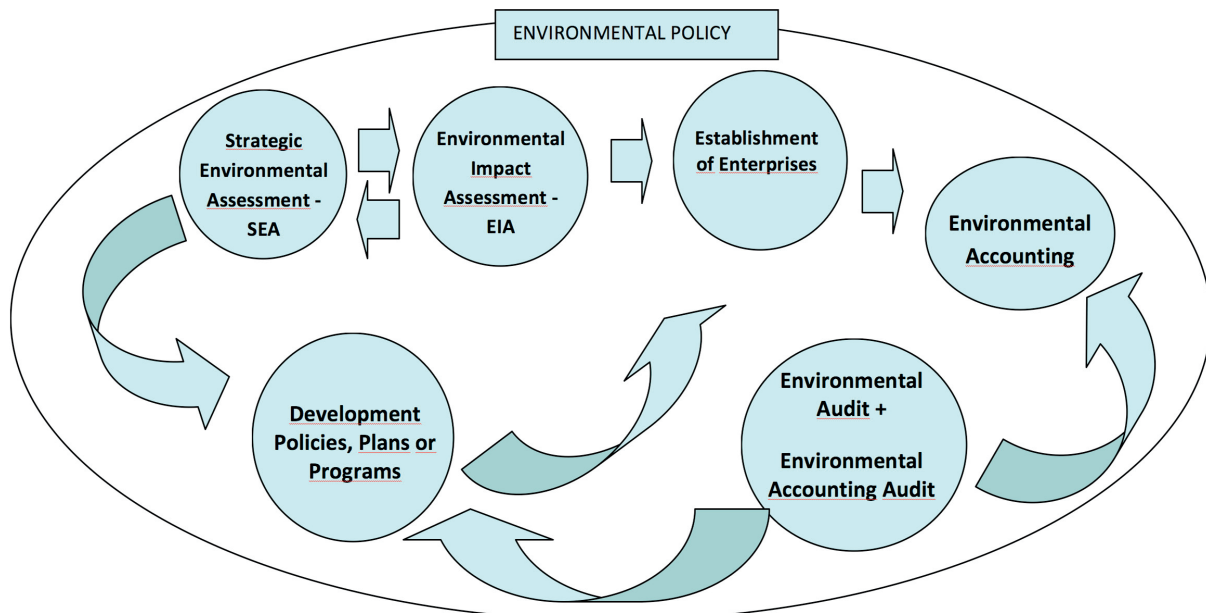 ENVIRONMENTAL POLICY
Strategic
Environmental
Assessment -
SEA
Environmental
Impact
Assessment -
EIA
Establishment
of Enterprises
Environmental
Accounting
Development
Policies, Plans or
Programs
Environmental
Audit +
Environmental
Accounting Audit